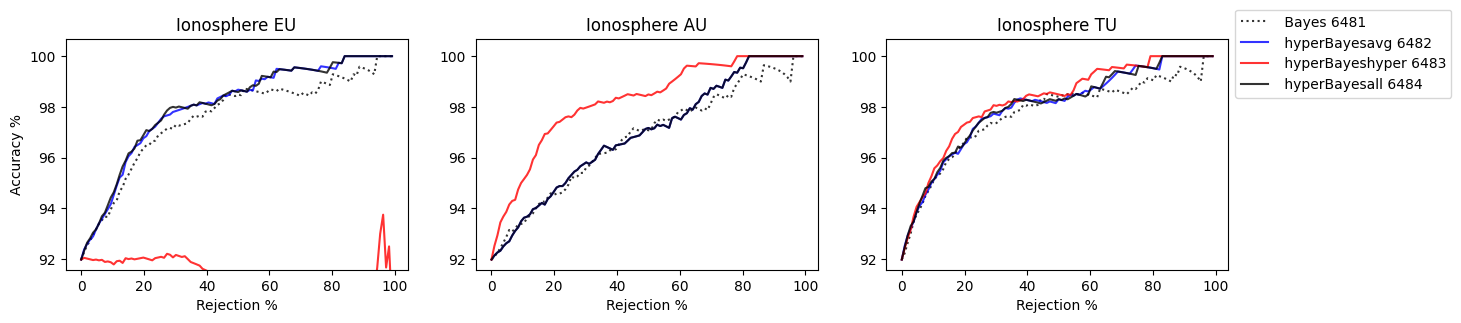 Ionosphere EU
Accuracy %
100
98
96
94
92
0 20 40 60 80 100
Rejection %
Ionosphere AU
100
98
96
94
92
0 20 40 60 80 100
Rejection %
Ionosphere TU
100
98
96
94
92
0 20 40 60 80 100
Rejection %
Bayes 6481
hyperBayesavg 6482
hyperBayeshyper 6483
hyperBayesall 6484